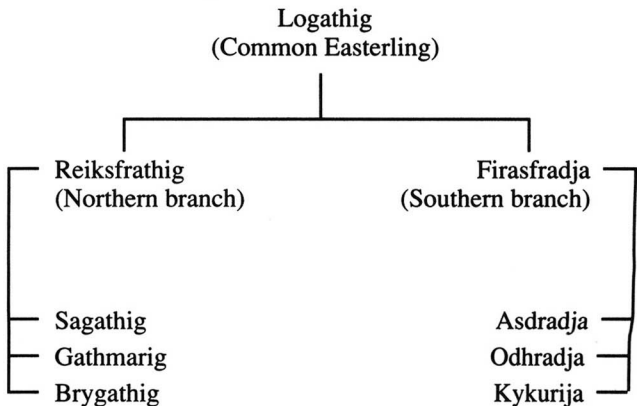 Logathig
(Common Easterling)
Reiksfrathig
(Northern branch)
Firasfradja
(Southern branch)
Sagathig
Gathmarig
Brygathig
Asdradja
Odhradja
Kykurija